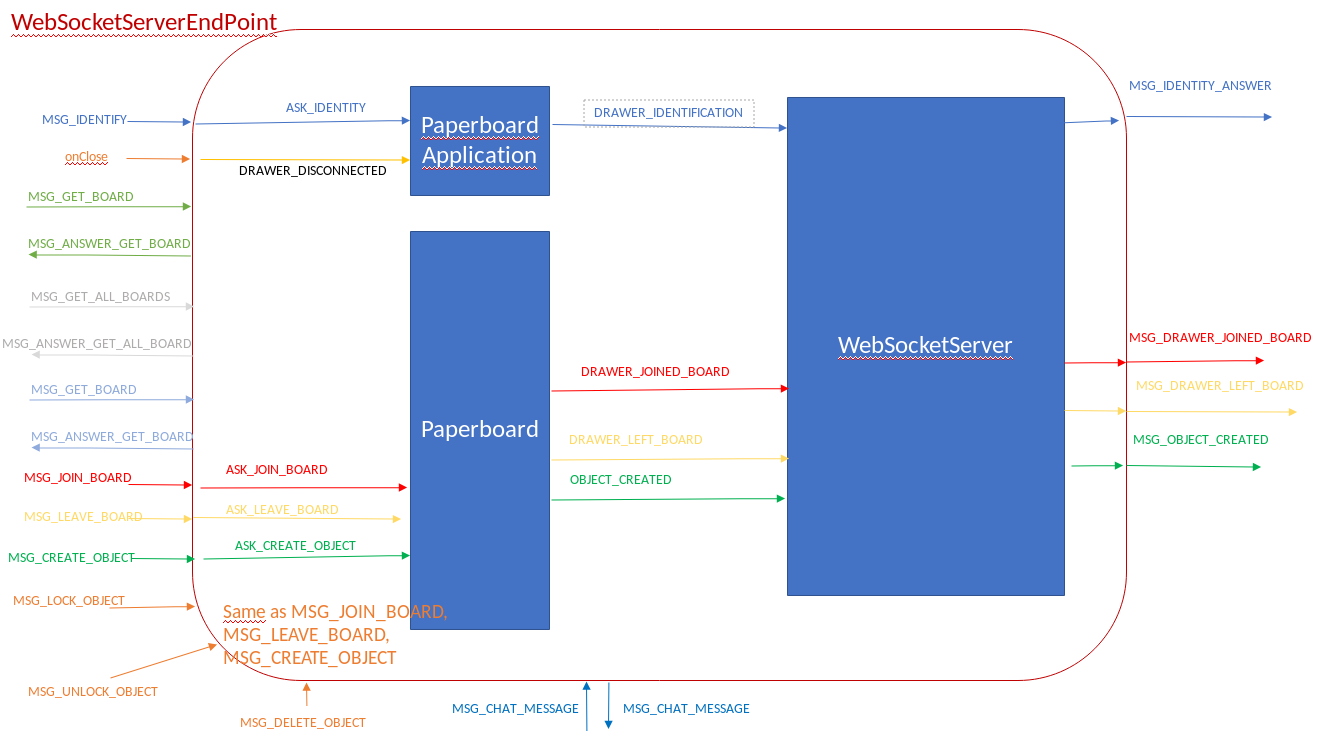 WebSocketServerEndPoint
MSG_IDENTITY_ANSWER
MSG_IDENTIFY
ASK_IDENTITY
DRAWER_IDENTIFICATION
Paperboard
Application
onClose
DRAWER_DISCONNECTED
MSG_GET_BOARD
MSG_ANSWER_GET_BOARD
MSG_GET_ALL_BOARDS
MSG_ANSWER_GET_ALL_BOARD
MSG_GET_BOARD
MSG_ANSWER_GET_BOARD
WebSocketServer
MSG_DRAWER_JOINED_BOARD
DRAWER_JOINED_BOARD
MSG_DRAWER_LEFT_BOARD
Paperboard
DRAWER_LEFT_BOARD
MSG_OBJECT_CREATED
MSG_JOIN_BOARD
ASK_JOIN_BOARD
OBJECT_CREATED
MSG_LEAVE_BOARD
ASK_LEAVE_BOARD
MSG_CREATE_OBJECT
ASK_CREATE_OBJECT
MSG_LOCK_OBJECT
Same as MSG_JOIN_BOARD,
MSG_LEAVE_BOARD,
MSG_CREATE_OBJECT
MSG_UNLOCK_OBJECT
MSG_DELETE_OBJECT
MSG_CHAT_MESSAGE
MSG_CHAT_MESSAGE